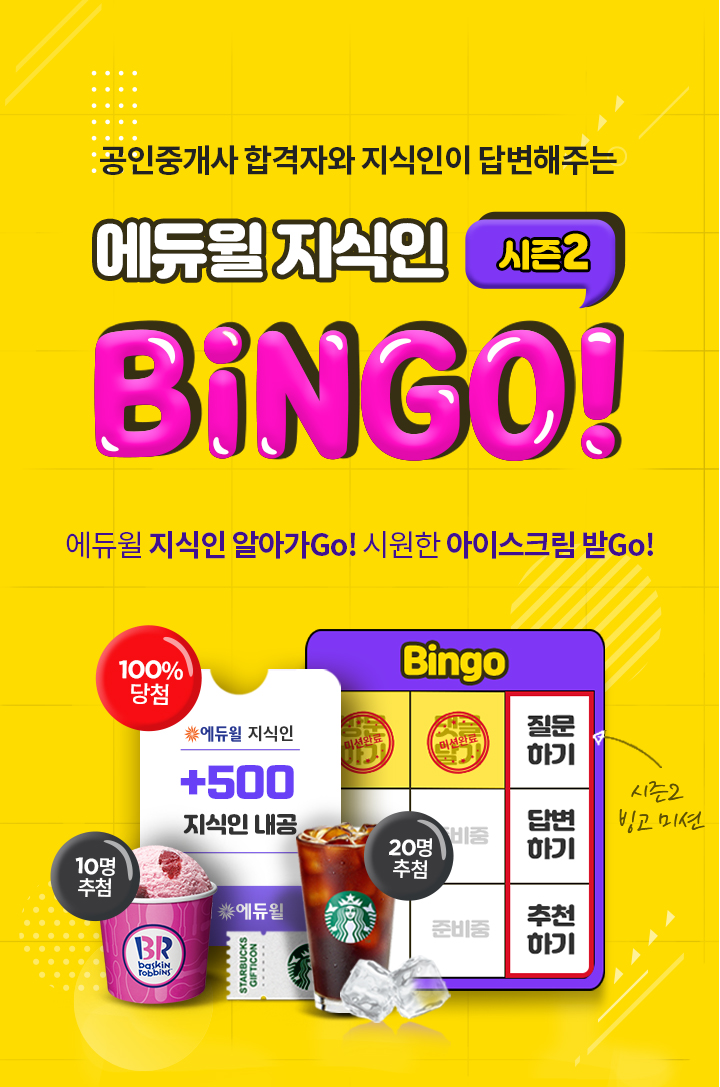 공인중개사 합격자와 지식인이 답변해주는
에듀윌 지식인
시즌2
BiNGO!
에듀윌 지식인 알아가Go! 시원한 아이스크림 받Go!
100%
당첨
에듀윌 지식인
+500
지식인 내공
에듀윌
10명
추첨
BR
baskin
robbins
STARBUCKS
GIFTICON
20명
추첨
Bingo
미션완료
미션완료
질문
하기
답변
하기
준비중
추천
하기
시즌2
빙고 미션